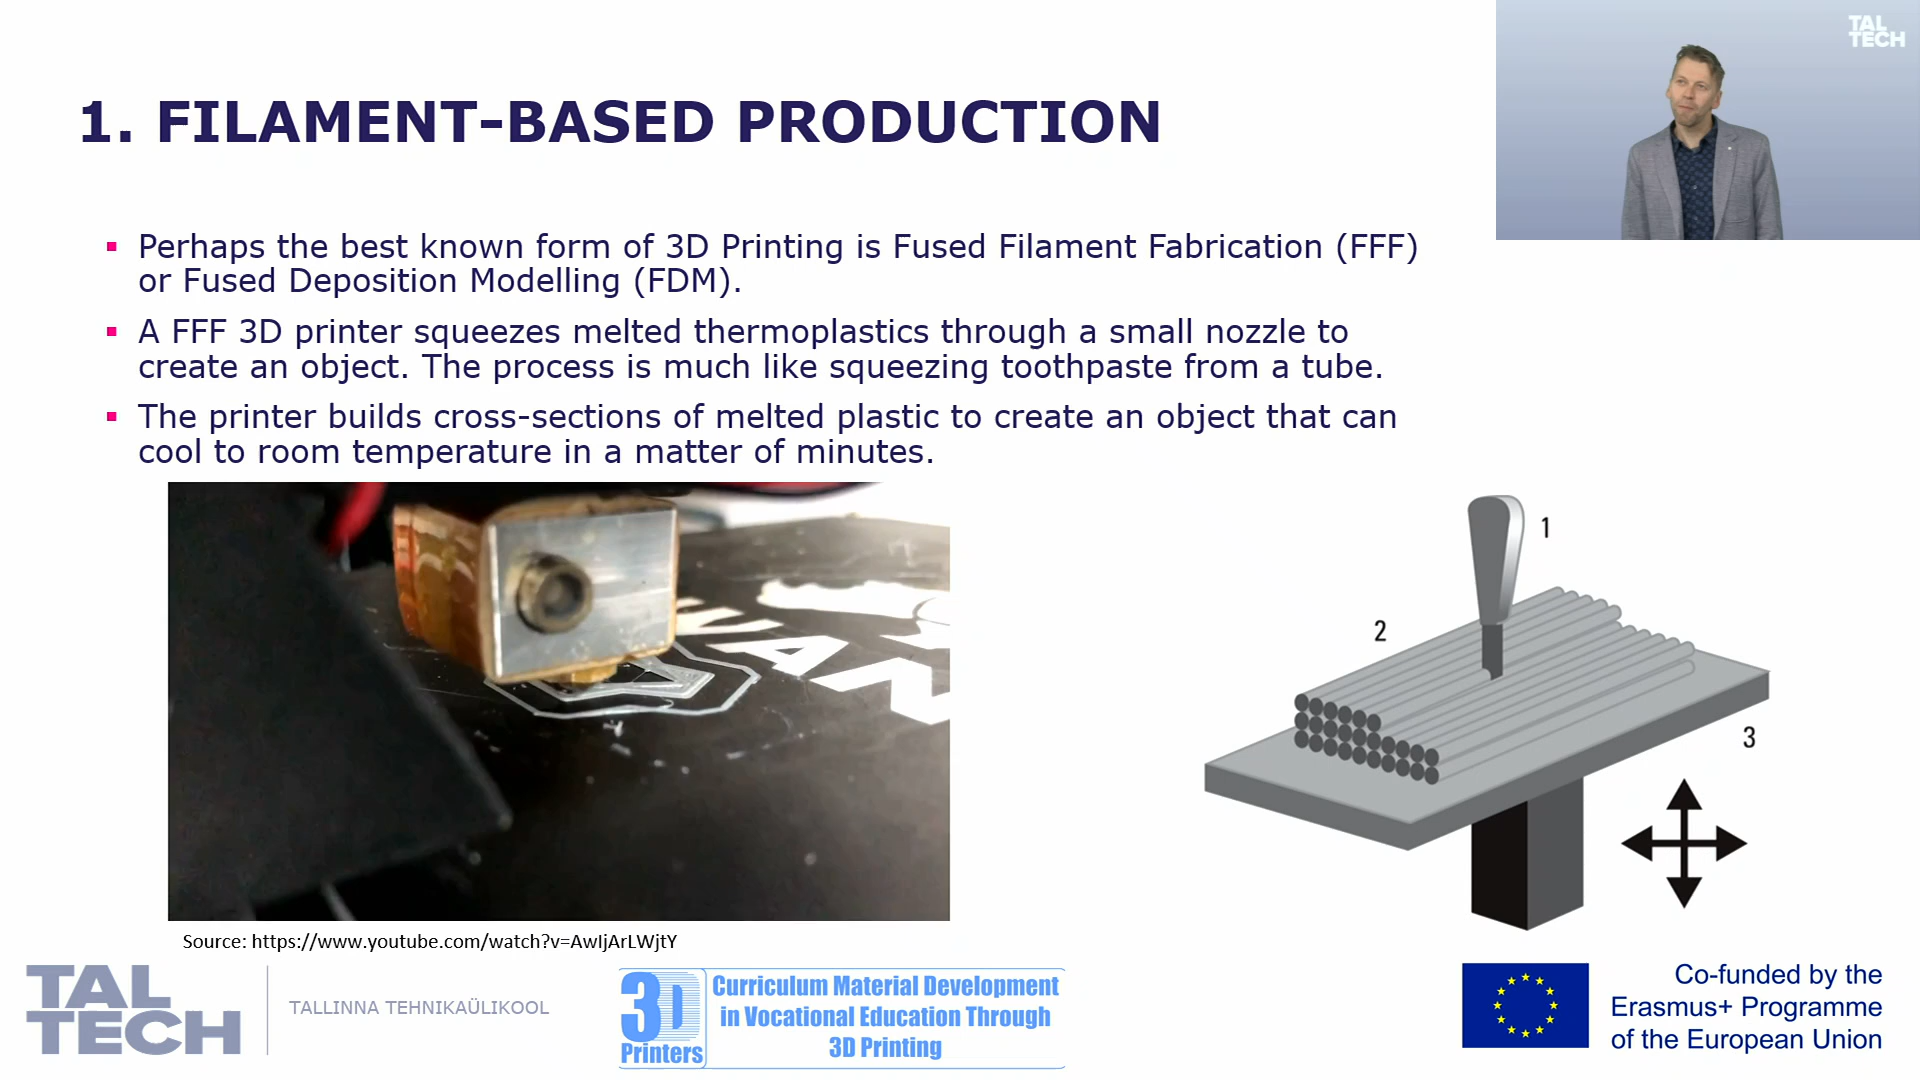 TAL
TECH
1. FILAMENT-BASED PRODUCTION
▪ Perhaps the best known form of 3D Printing is Fused Filament Fabrication (FFF)
or Fused Deposition Modelling (FDM).
▪ A FFF 3D printer squeezes melted thermoplastics through a small nozzle to
create an object. The process is much like squeezing toothpaste from a tube.
▪ The printer builds cross-sections of melted plastic to create an object that can
cool to room temperature in a matter of minutes.
1
2
3
Source: https://www.youtube.com/watch?v=AwIjArLWjtY
TAL
TECH
TALLINNA TEHNIKAÜLIKOOL
3D
Printers
Curriculum Material Development
in Vocational Education Through
3D Printing
Co-funded by the
Erasmus+ Programme
of the European Union